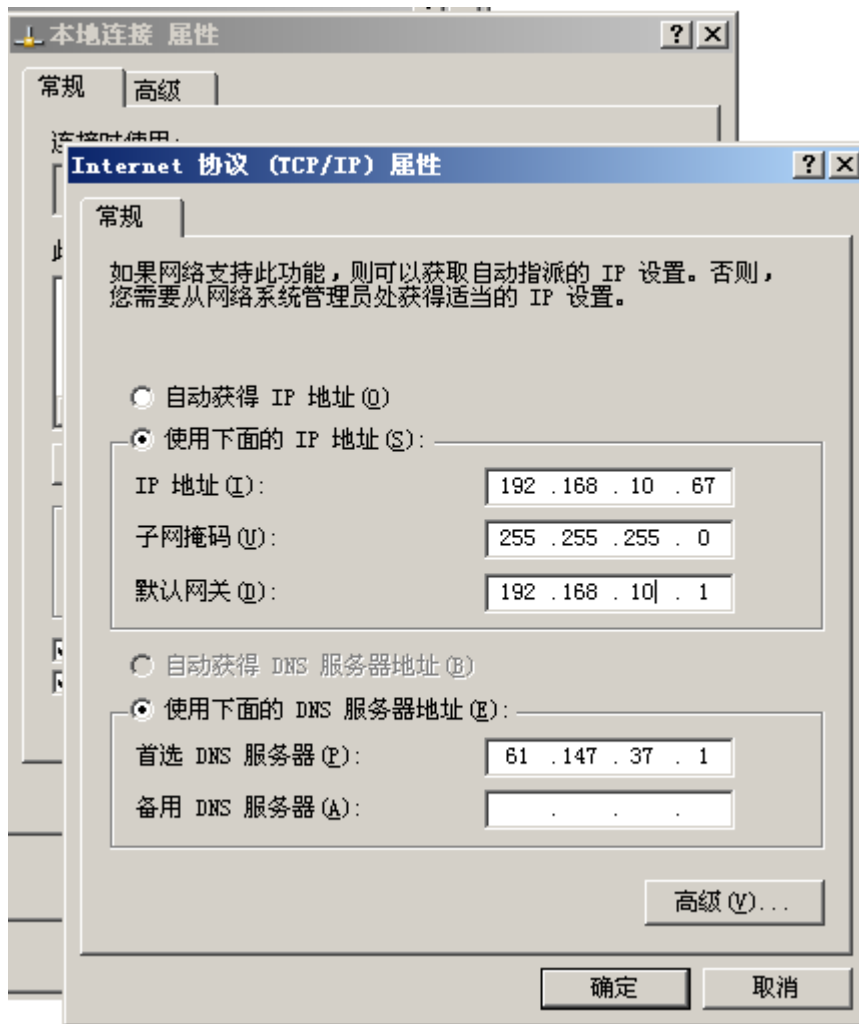 本地连接 属性
常规
高级
连接时使用:
Internet 协议 (TCP/IP) 属性
常规
此
如果网络支持此功能，则可以获取自动指派的 IP 设置。否则，
您需要从网络系统管理员处获得适当的 IP 设置。
自动获得 IP 地址(O)
使用下面的 IP 地址(S):
IP 地址(I): 192 .168 . 10 . 67
子网掩码(U): 255 .255 .255 . 0
默认网关(D): 192 .168 . 10 . 1
自动获得 DNS 服务器地址(B)
使用下面的 DNS 服务器地址(E):
首选 DNS 服务器(P): 61 .147 . 37 . 1
备用 DNS 服务器(A): . . .
高级(V)...
确定
取消